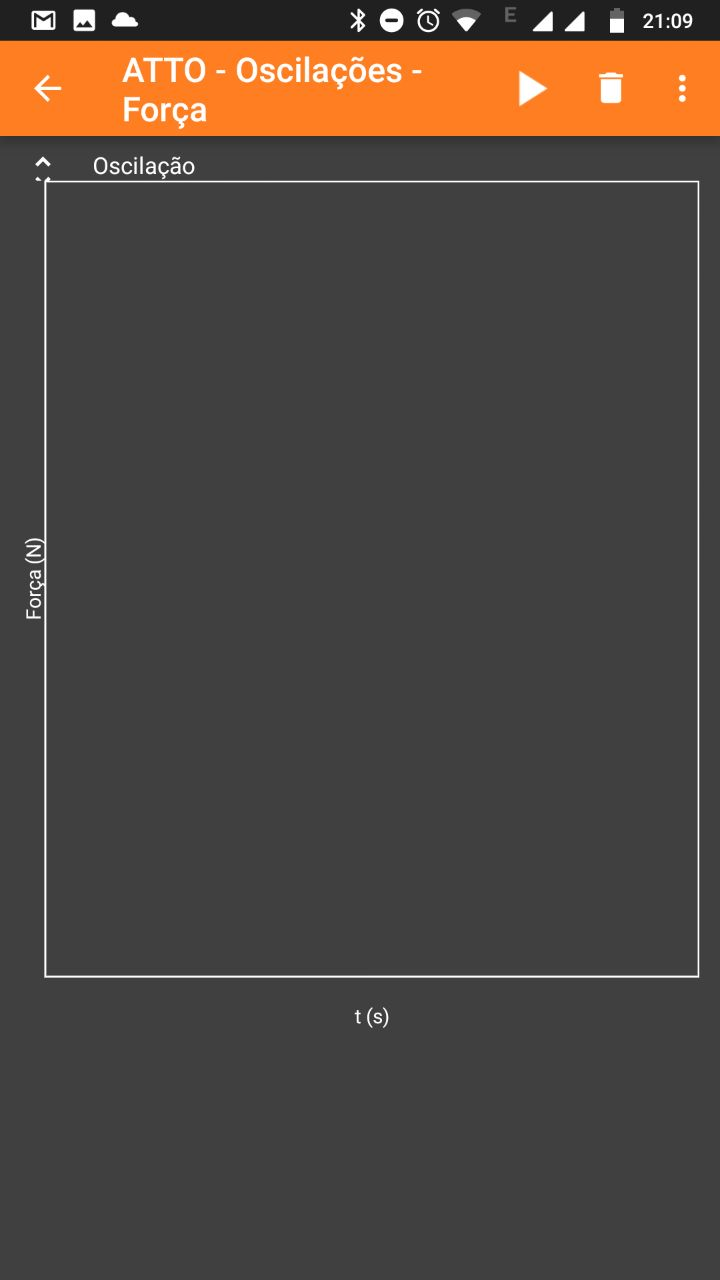 E
21:09
ATTO - Oscilações -
Força
Oscilação
Força (N)
t (s)